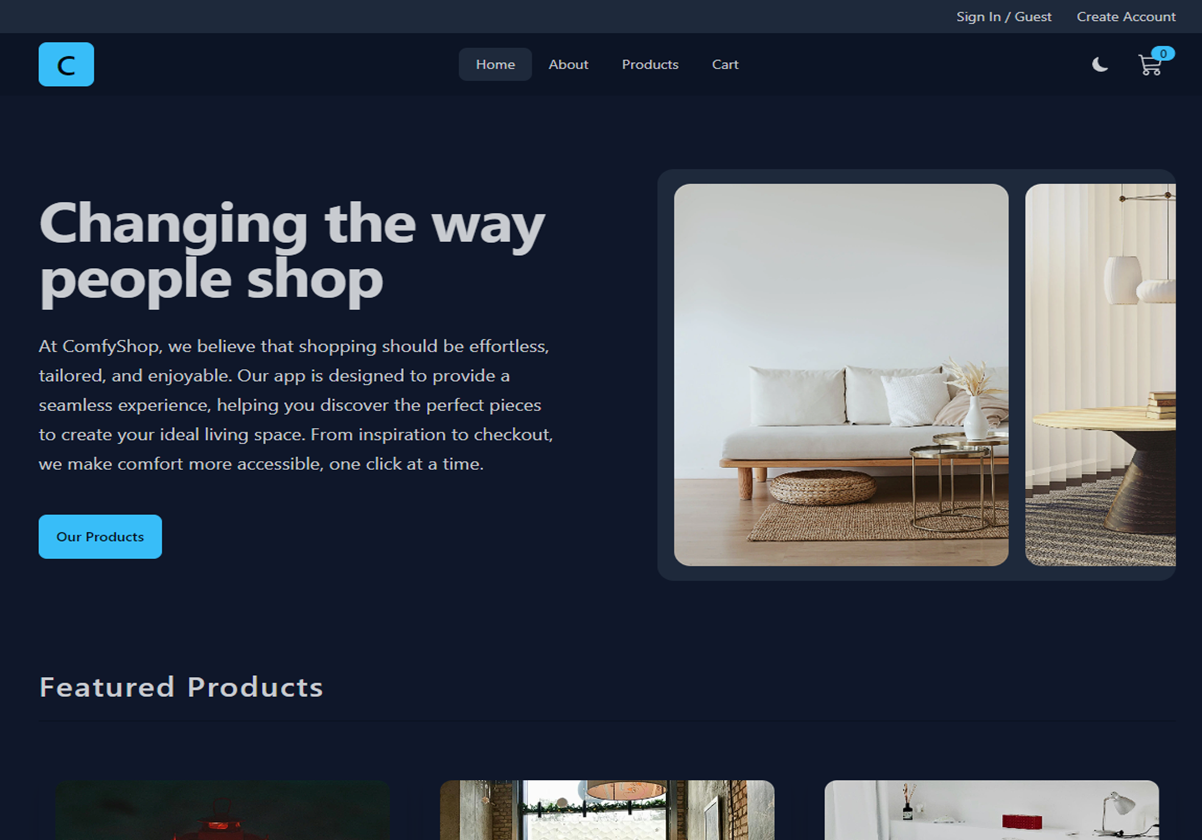 Sign In / Guest
Create Account
C
Home
About
Products
Cart
0
Changing the way
people shop
At ComfyShop, we believe that shopping should be effortless,
tailored, and enjoyable. Our app is designed to provide a
seamless experience, helping you discover the perfect pieces
to create your ideal living space. From inspiration to checkout,
we make comfort more accessible, one click at a time.
Our Products
Featured Products